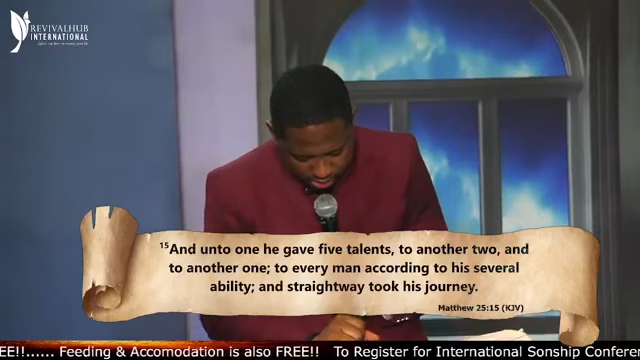 REVIVALHUB
INTERNATIONAL
15And unto one he gave five talents, to another two, and
to another one; to every man according to his several
ability; and straightway took his journey.
Matthew 25:15 (KJV)
EE!!...... Feeding & Accomodation is also FREE!! To Register for International Sonship Confere